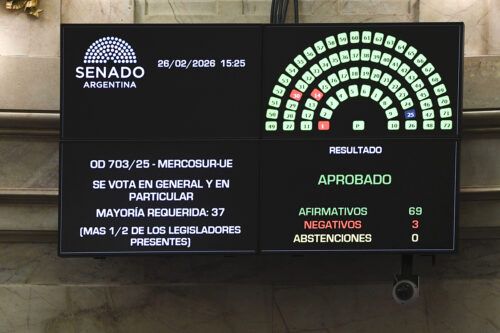 SENADO
ARGENTINA
26/02/2026 15:25
OD 703/25 - MERCOSUR-UE
SE VOTA EN GENERAL Y EN
PARTICULAR
MAYORÍA REQUERIDA: 37
(MAS 1/2 DE LOS LEGISLADORES
PRESENTES)
RESULTADO
APROBADO
AFIRMATIVOS 69
NEGATIVOS 3
ABSTENCIONES 0